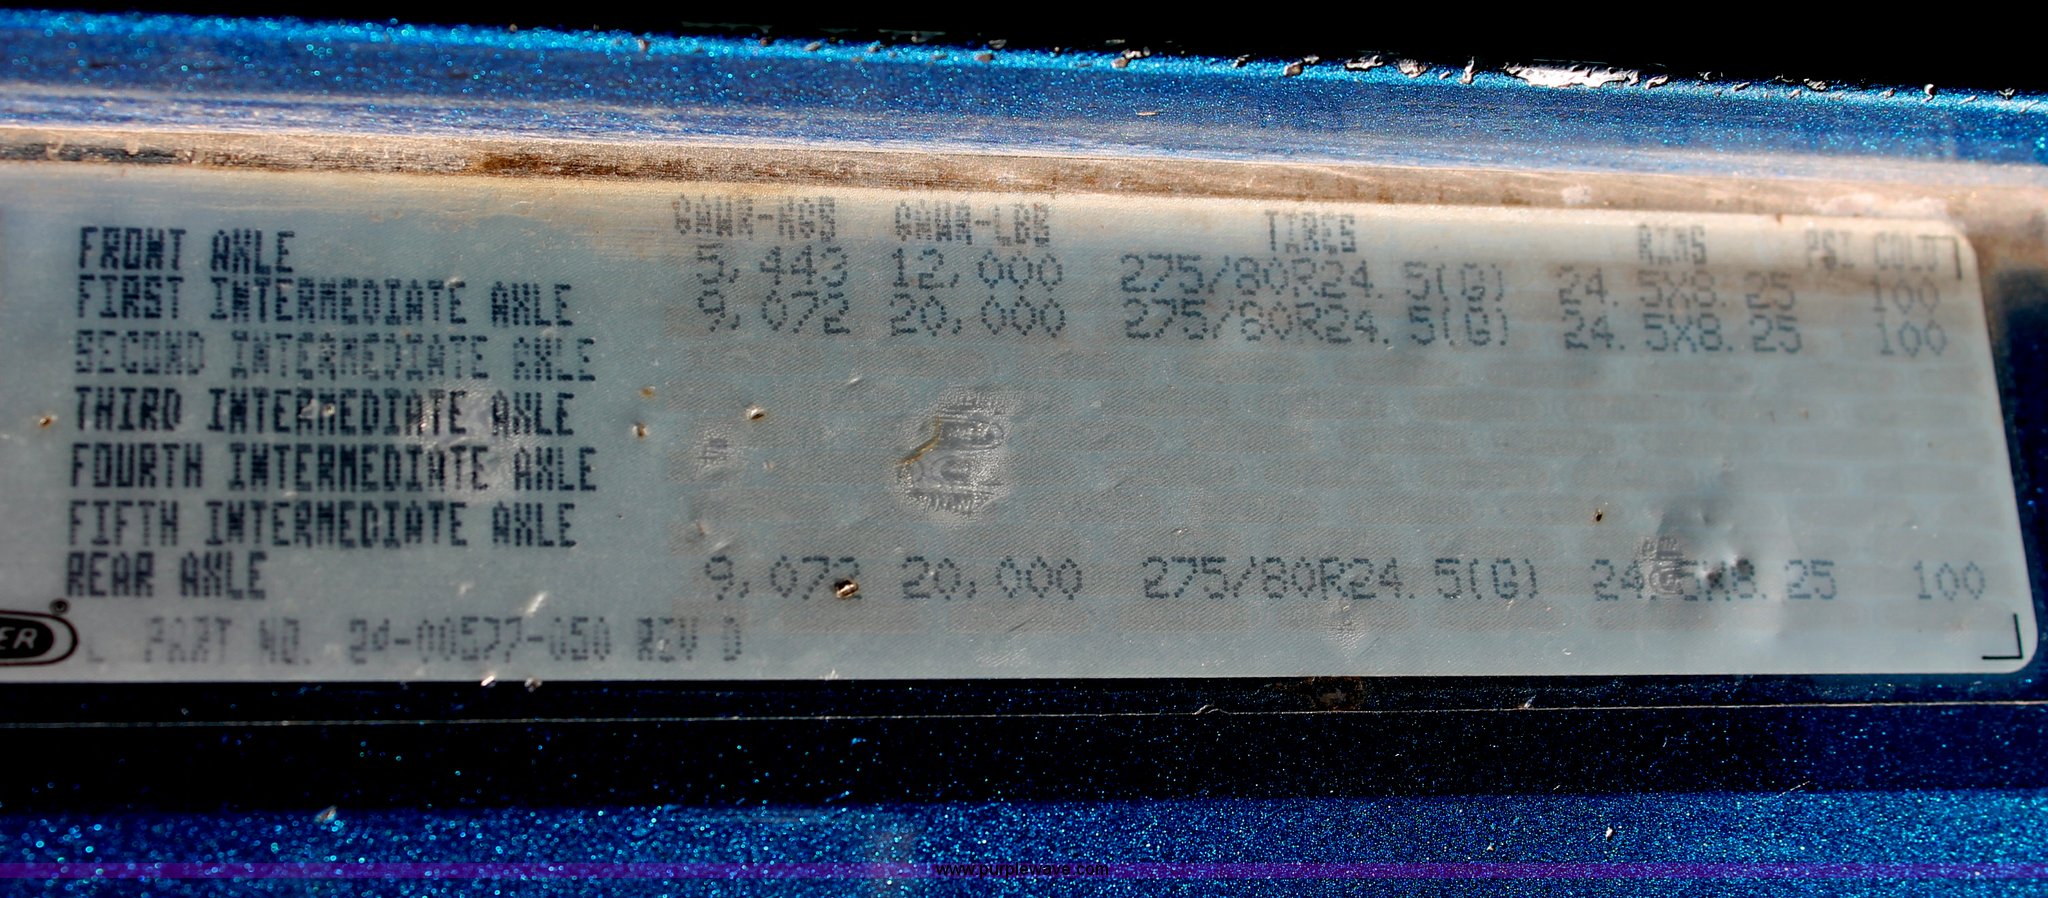 GAWR-KGS GAWR-LBS TIRES RIMS PSI COLD
FRONT AXLE 5,443 12,000 275/80R24.5(G) 24.5X8.25 100
FIRST INTERMEDIATE AXLE 9,072 20,000 275/80R24.5(G) 24.5X8.25 100
SECOND INTERMEDIATE AXLE
THIRD INTERMEDIATE AXLE
FOURTH INTERMEDIATE AXLE
FIFTH INTERMEDIATE AXLE
REAR AXLE 9,072 20,000 275/80R24.5(G) 24.5X8.25 100
PART NO. 24-00577-050 REV D
www.purplewave.com